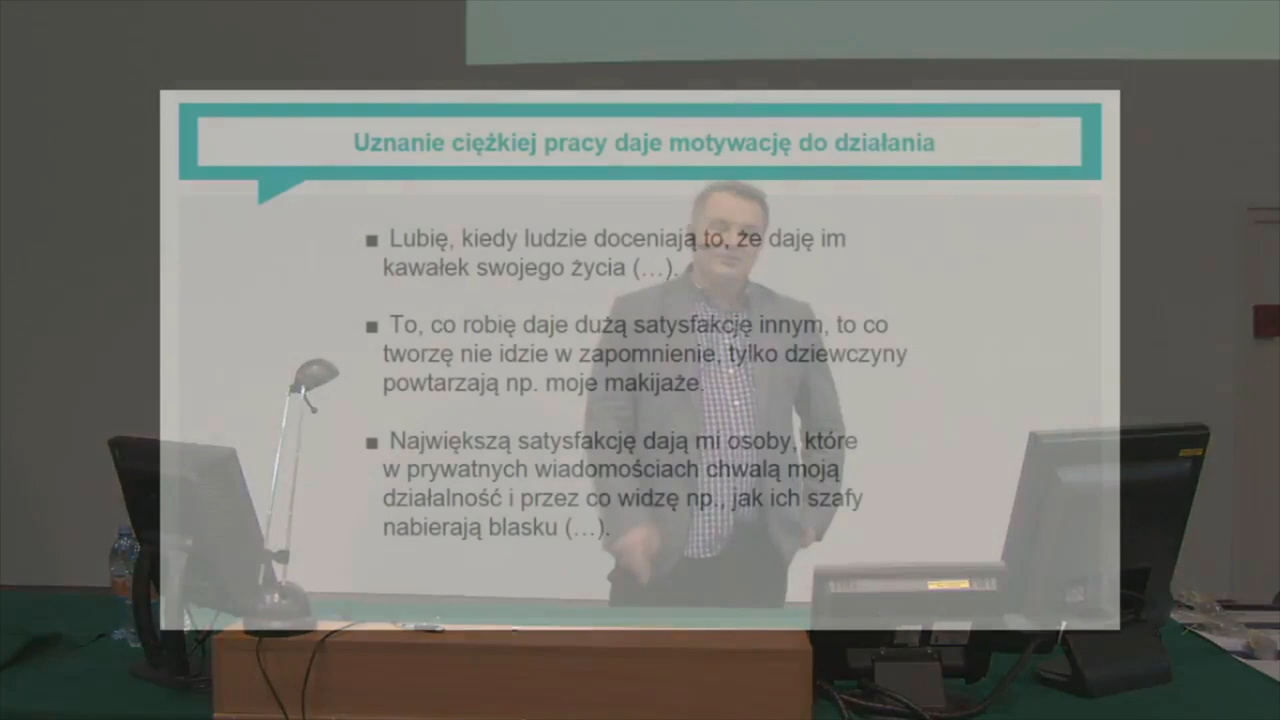 Uznanie ciężkiej pracy daje motywację do działania
■ Lubię, kiedy ludzie doceniają to, że daję im
kawałek swojego życia (…).
■ To, co robię daje dużą satysfakcję innym, to co
tworzę nie idzie w zapomnienie, tylko dziewczyny
powtarzają np. moje makijaże.
■ Największą satysfakcję dają mi osoby, które
w prywatnych wiadomościach chwalą moją
działalność i przez co widzę np., jak ich szafy
nabierają blasku (…).